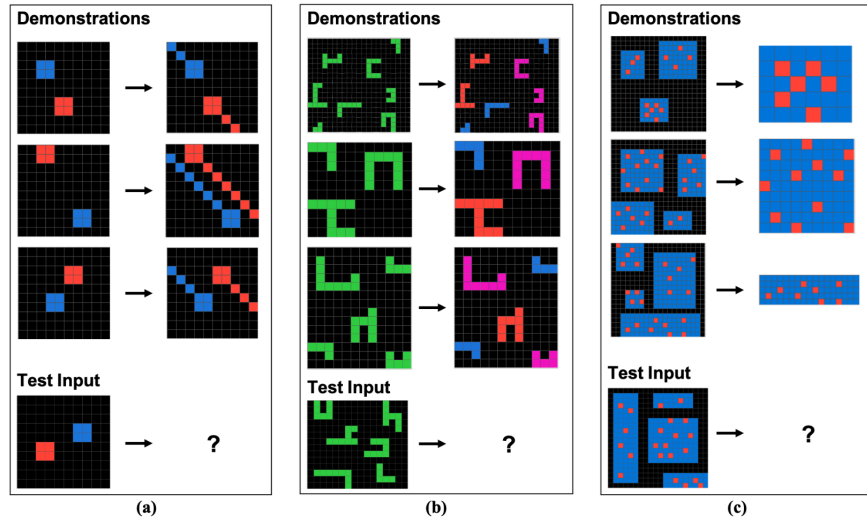 Demonstrations
Test Input
?
(a)
Demonstrations
Test Input
?
(b)
Demonstrations
Test Input
?
(c)